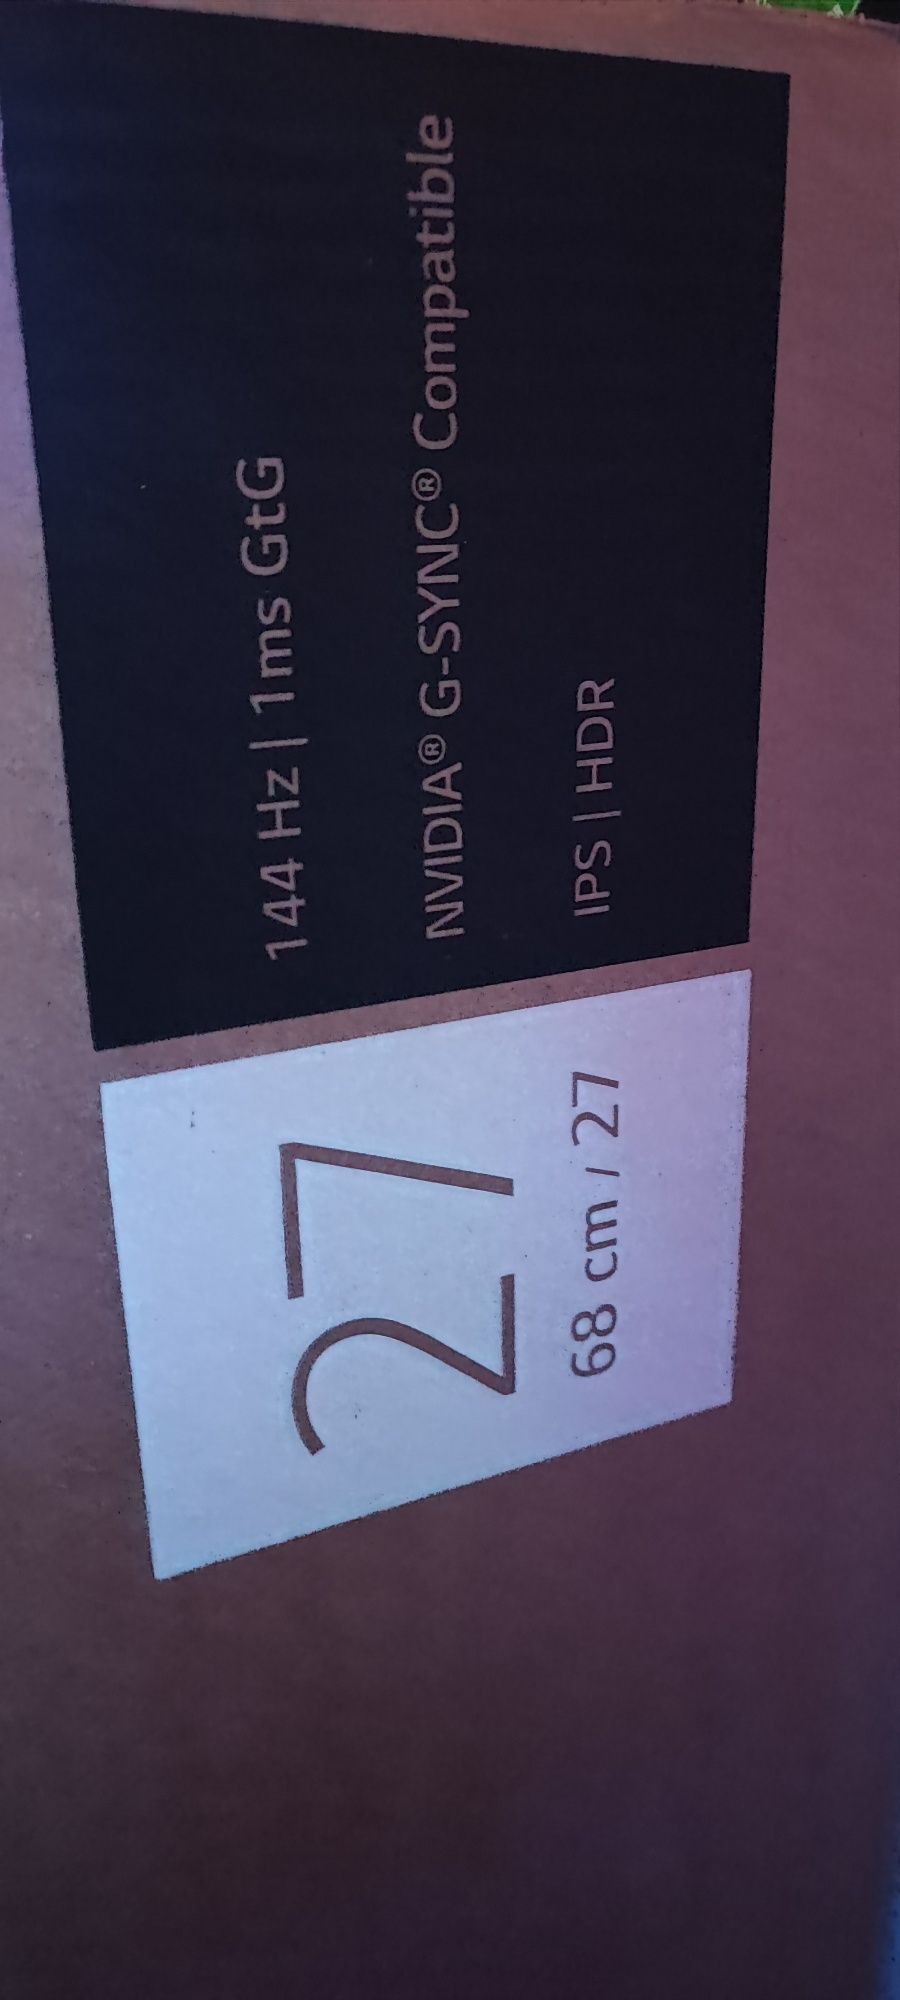 27
68 cm / 27
144 Hz | 1ms GtG
NVIDIA® G-SYNC® Compatible
IPS | HDR